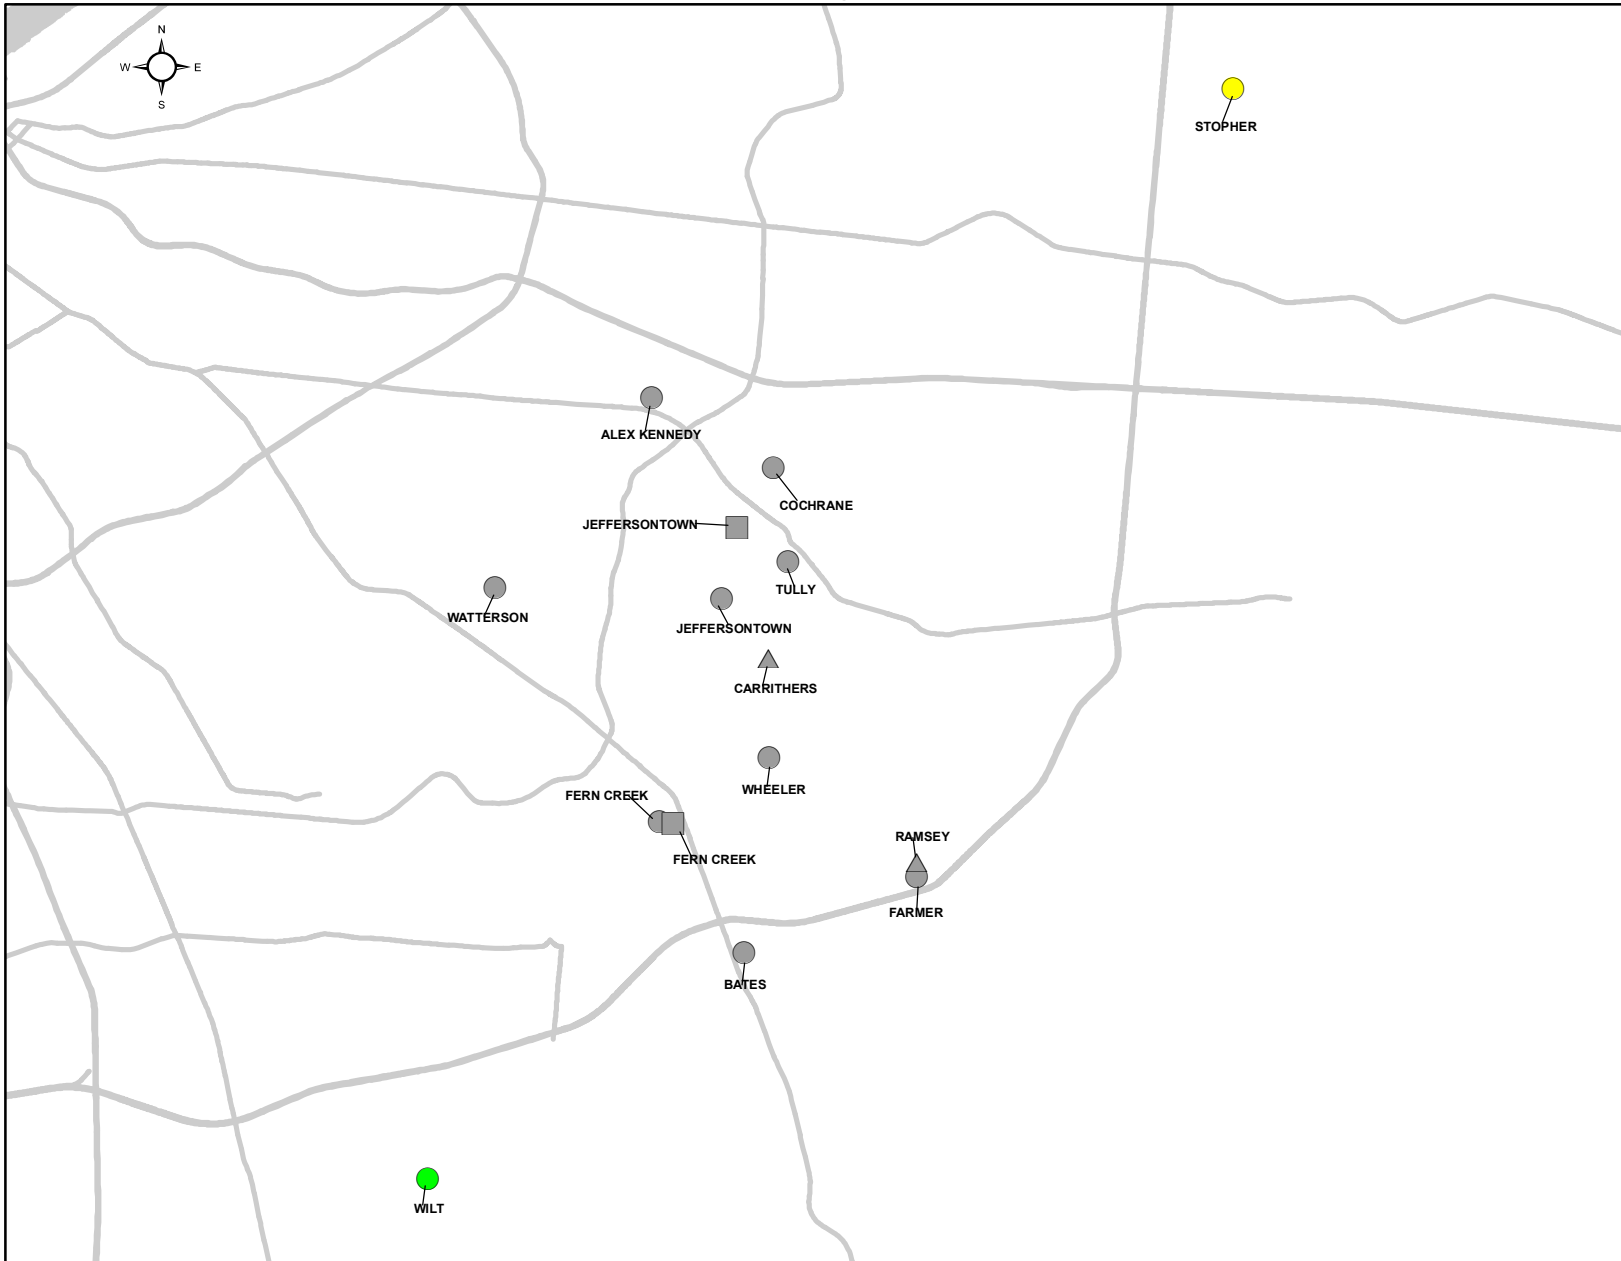 N
W E
S
STOPHER
ALEX KENNEDY
COCHRANE
JEFFERSONTOWN
TULLY
WATTERSON
JEFFERSONTOWN
CARRITHERS
WHEELER
FERN CREEK
RAMSEY
FERN CREEK
FARMER
BATES
WILT